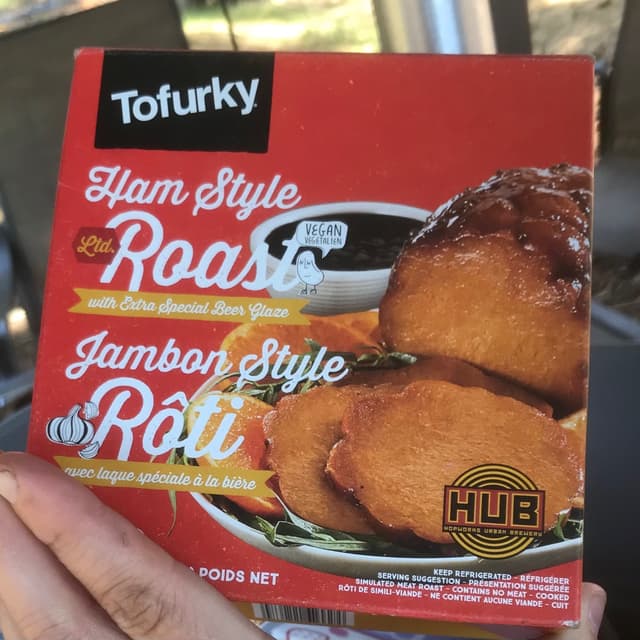 Tofurky
Ham Style
Ltd. Roast
VEGAN
VÉGÉTALIEN
with Extra Special Beer Glaze
Jambon Style
Rôti
avec laque spéciale à la bière
HUB
HOPWORKS URBAN BREWERY
POIDS NET
KEEP REFRIGERATED - RÉFRIGÉRER
SERVING SUGGESTION - PRÉSENTATION SUGGÉRÉE
SIMULATED MEAT ROAST - CONTAINS NO MEAT - COOKED
RÔTI DE SIMILI-VIANDE - NE CONTIENT AUCUNE VIANDE - CUIT